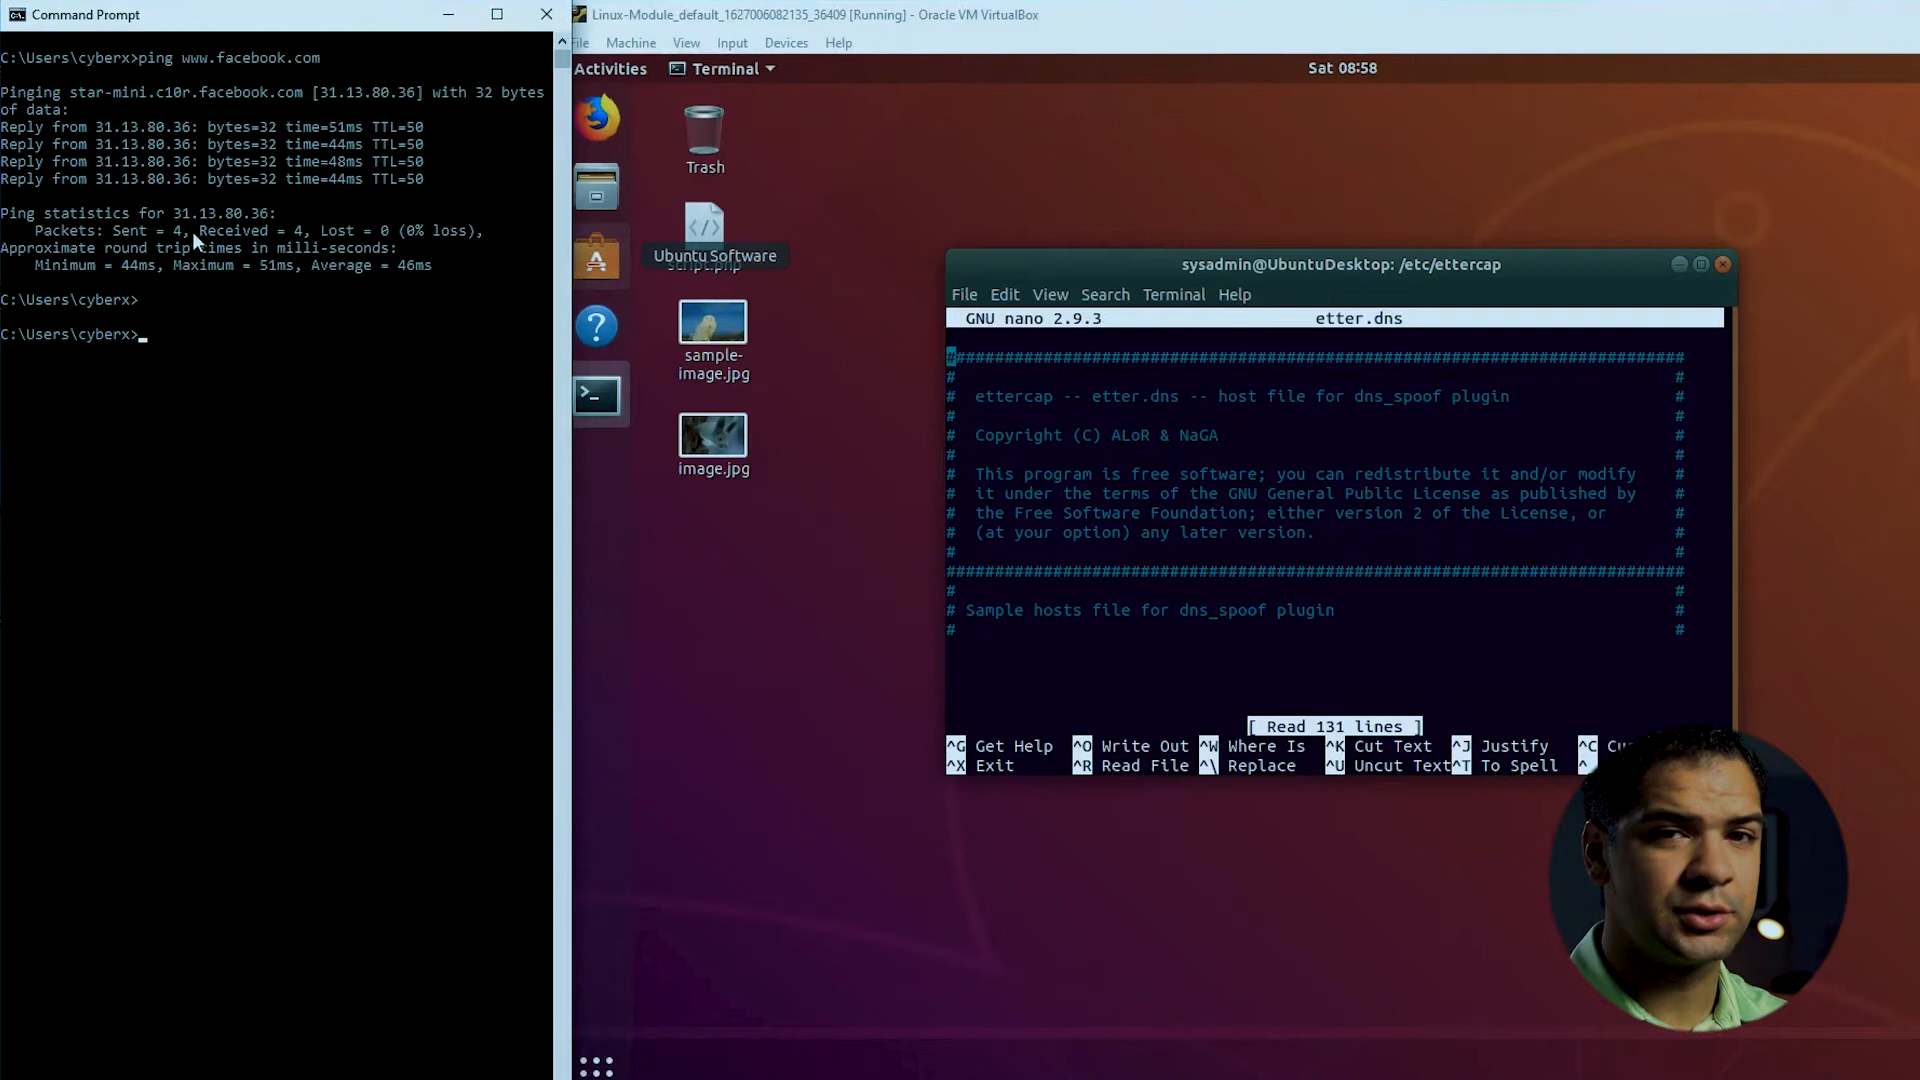 Command Prompt
C:\Users\cyberx>ping www.facebook.com
Pinging star-mini.c10r.facebook.com [31.13.80.36] with 32 bytes
of data:
Reply from 31.13.80.36: bytes=32 time=51ms TTL=50
Reply from 31.13.80.36: bytes=32 time=44ms TTL=50
Reply from 31.13.80.36: bytes=32 time=48ms TTL=50
Reply from 31.13.80.36: bytes=32 time=44ms TTL=50
Ping statistics for 31.13.80.36:
Packets: Sent = 4, Received = 4, Lost = 0 (0% loss),
Approximate round trip times in milli-seconds:
Minimum = 44ms, Maximum = 51ms, Average = 46ms
C:\Users\cyberx>
C:\Users\cyberx>
Linux-Module_default_1627006082135_36409 [Running] - Oracle VM VirtualBox
File Machine View Input Devices Help
Activities Terminal Sat 08:58
Trash
Ubuntu Software
script.php
sample-
image.jpg
image.jpg
sysadmin@UbuntuDesktop: /etc/ettercap
File Edit View Search Terminal Help
GNU nano 2.9.3 etter.dns
############################################################################
# #
# ettercap -- etter.dns -- host file for dns_spoof plugin #
# #
# Copyright (C) ALoR & NaGA #
# #
# This program is free software; you can redistribute it and/or modify #
# it under the terms of the GNU General Public License as published by #
# the Free Software Foundation; either version 2 of the License, or #
# (at your option) any later version. #
# #
############################################################################
# #
# Sample hosts file for dns_spoof plugin #
# #
[ Read 131 lines ]
^G Get Help ^O Write Out ^W Where Is ^K Cut Text ^J Justify ^C
^X Exit ^R Read File ^\ Replace ^U Uncut Text ^T To Spell ^_